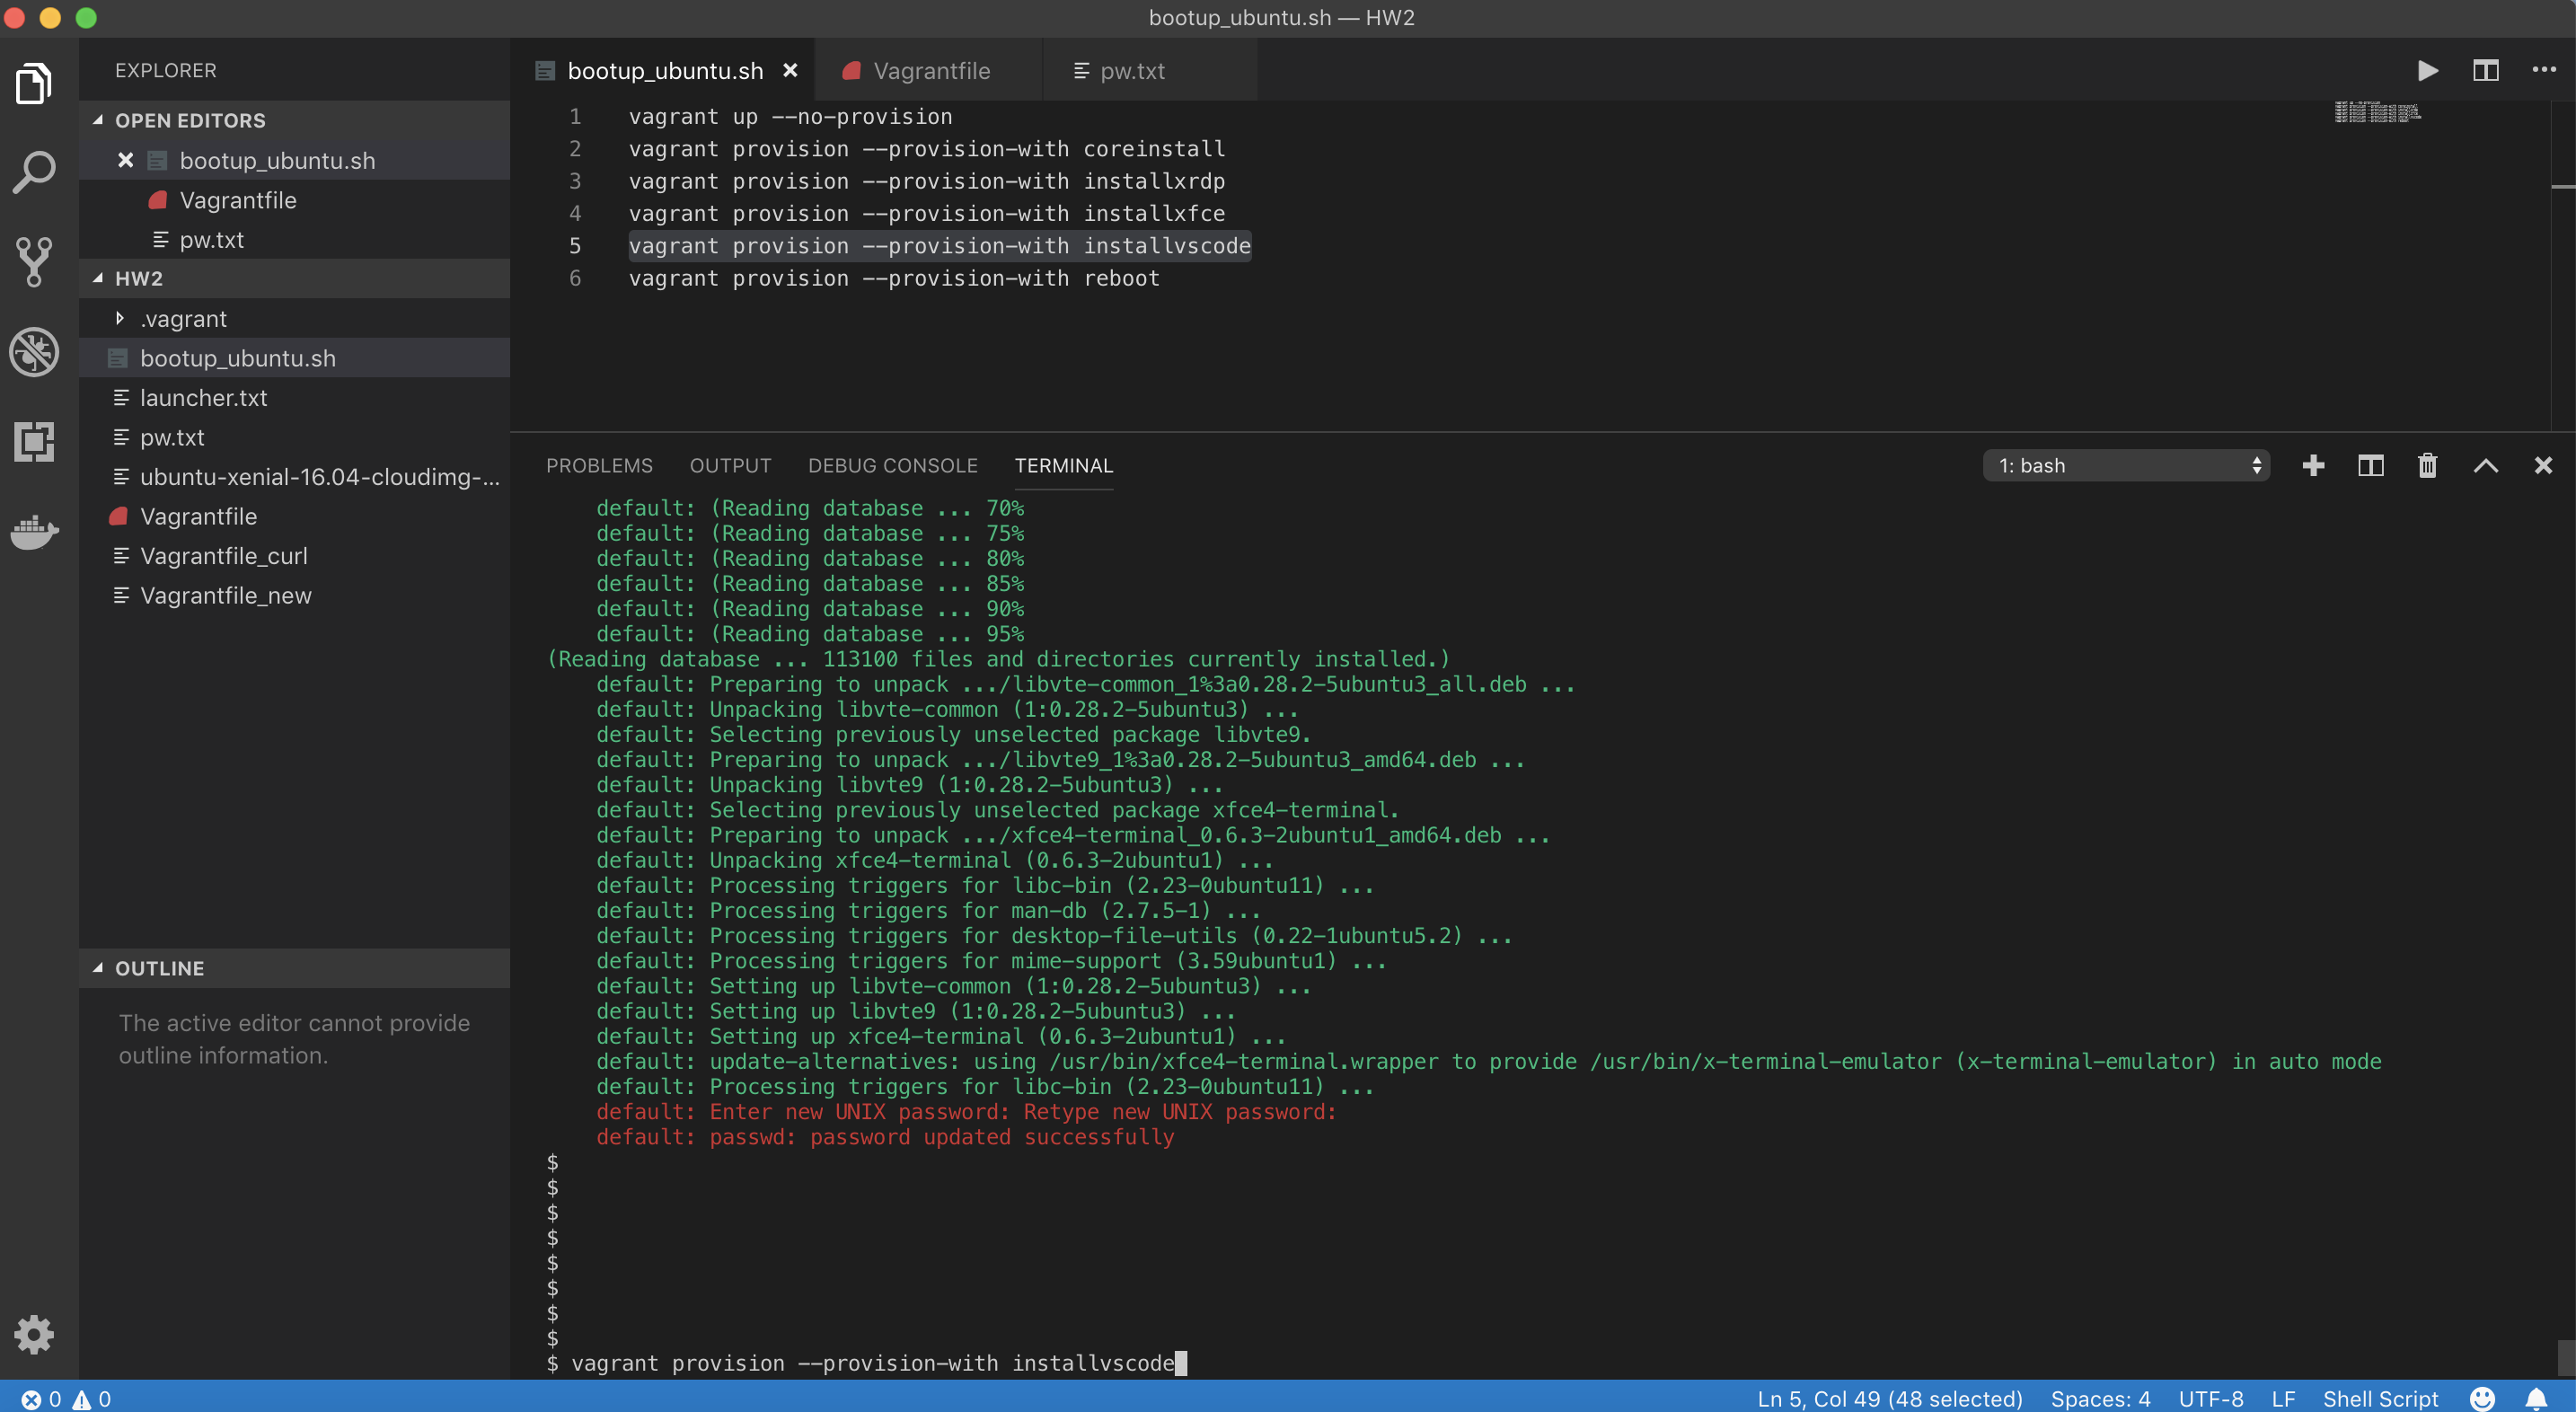 bootup_ubuntu.sh — HW2
EXPLORER
OPEN EDITORS
bootup_ubuntu.sh
Vagrantfile
pw.txt
HW2
.vagrant
bootup_ubuntu.sh
launcher.txt
pw.txt
ubuntu-xenial-16.04-cloudimg-...
Vagrantfile
Vagrantfile_curl
Vagrantfile_new
OUTLINE
The active editor cannot provide
outline information.
bootup_ubuntu.sh Vagrantfile pw.txt
1 vagrant up --no-provision
2 vagrant provision --provision-with coreinstall
3 vagrant provision --provision-with installxrdp
4 vagrant provision --provision-with installxfce
5 vagrant provision --provision-with installvscode
6 vagrant provision --provision-with reboot
PROBLEMS OUTPUT DEBUG CONSOLE TERMINAL 1: bash
default: (Reading database ... 70%
default: (Reading database ... 75%
default: (Reading database ... 80%
default: (Reading database ... 85%
default: (Reading database ... 90%
default: (Reading database ... 95%
(Reading database ... 113100 files and directories currently installed.)
default: Preparing to unpack .../libvte-common_1%3a0.28.2-5ubuntu3_all.deb ...
default: Unpacking libvte-common (1:0.28.2-5ubuntu3) ...
default: Selecting previously unselected package libvte9.
default: Preparing to unpack .../libvte9_1%3a0.28.2-5ubuntu3_amd64.deb ...
default: Unpacking libvte9 (1:0.28.2-5ubuntu3) ...
default: Selecting previously unselected package xfce4-terminal.
default: Preparing to unpack .../xfce4-terminal_0.6.3-2ubuntu1_amd64.deb ...
default: Unpacking xfce4-terminal (0.6.3-2ubuntu1) ...
default: Processing triggers for libc-bin (2.23-0ubuntu11) ...
default: Processing triggers for man-db (2.7.5-1) ...
default: Processing triggers for desktop-file-utils (0.22-1ubuntu5.2) ...
default: Processing triggers for mime-support (3.59ubuntu1) ...
default: Setting up libvte-common (1:0.28.2-5ubuntu3) ...
default: Setting up libvte9 (1:0.28.2-5ubuntu3) ...
default: Setting up xfce4-terminal (0.6.3-2ubuntu1) ...
default: update-alternatives: using /usr/bin/xfce4-terminal.wrapper to provide /usr/bin/x-terminal-emulator (x-terminal-emulator) in auto mode
default: Processing triggers for libc-bin (2.23-0ubuntu11) ...
default: Enter new UNIX password: Retype new UNIX password:
default: passwd: password updated successfully
$
$
$
$
$
$
$
$
$ vagrant provision --provision-with installvscode
0 0 Ln 5, Col 49 (48 selected) Spaces: 4 UTF-8 LF Shell Script